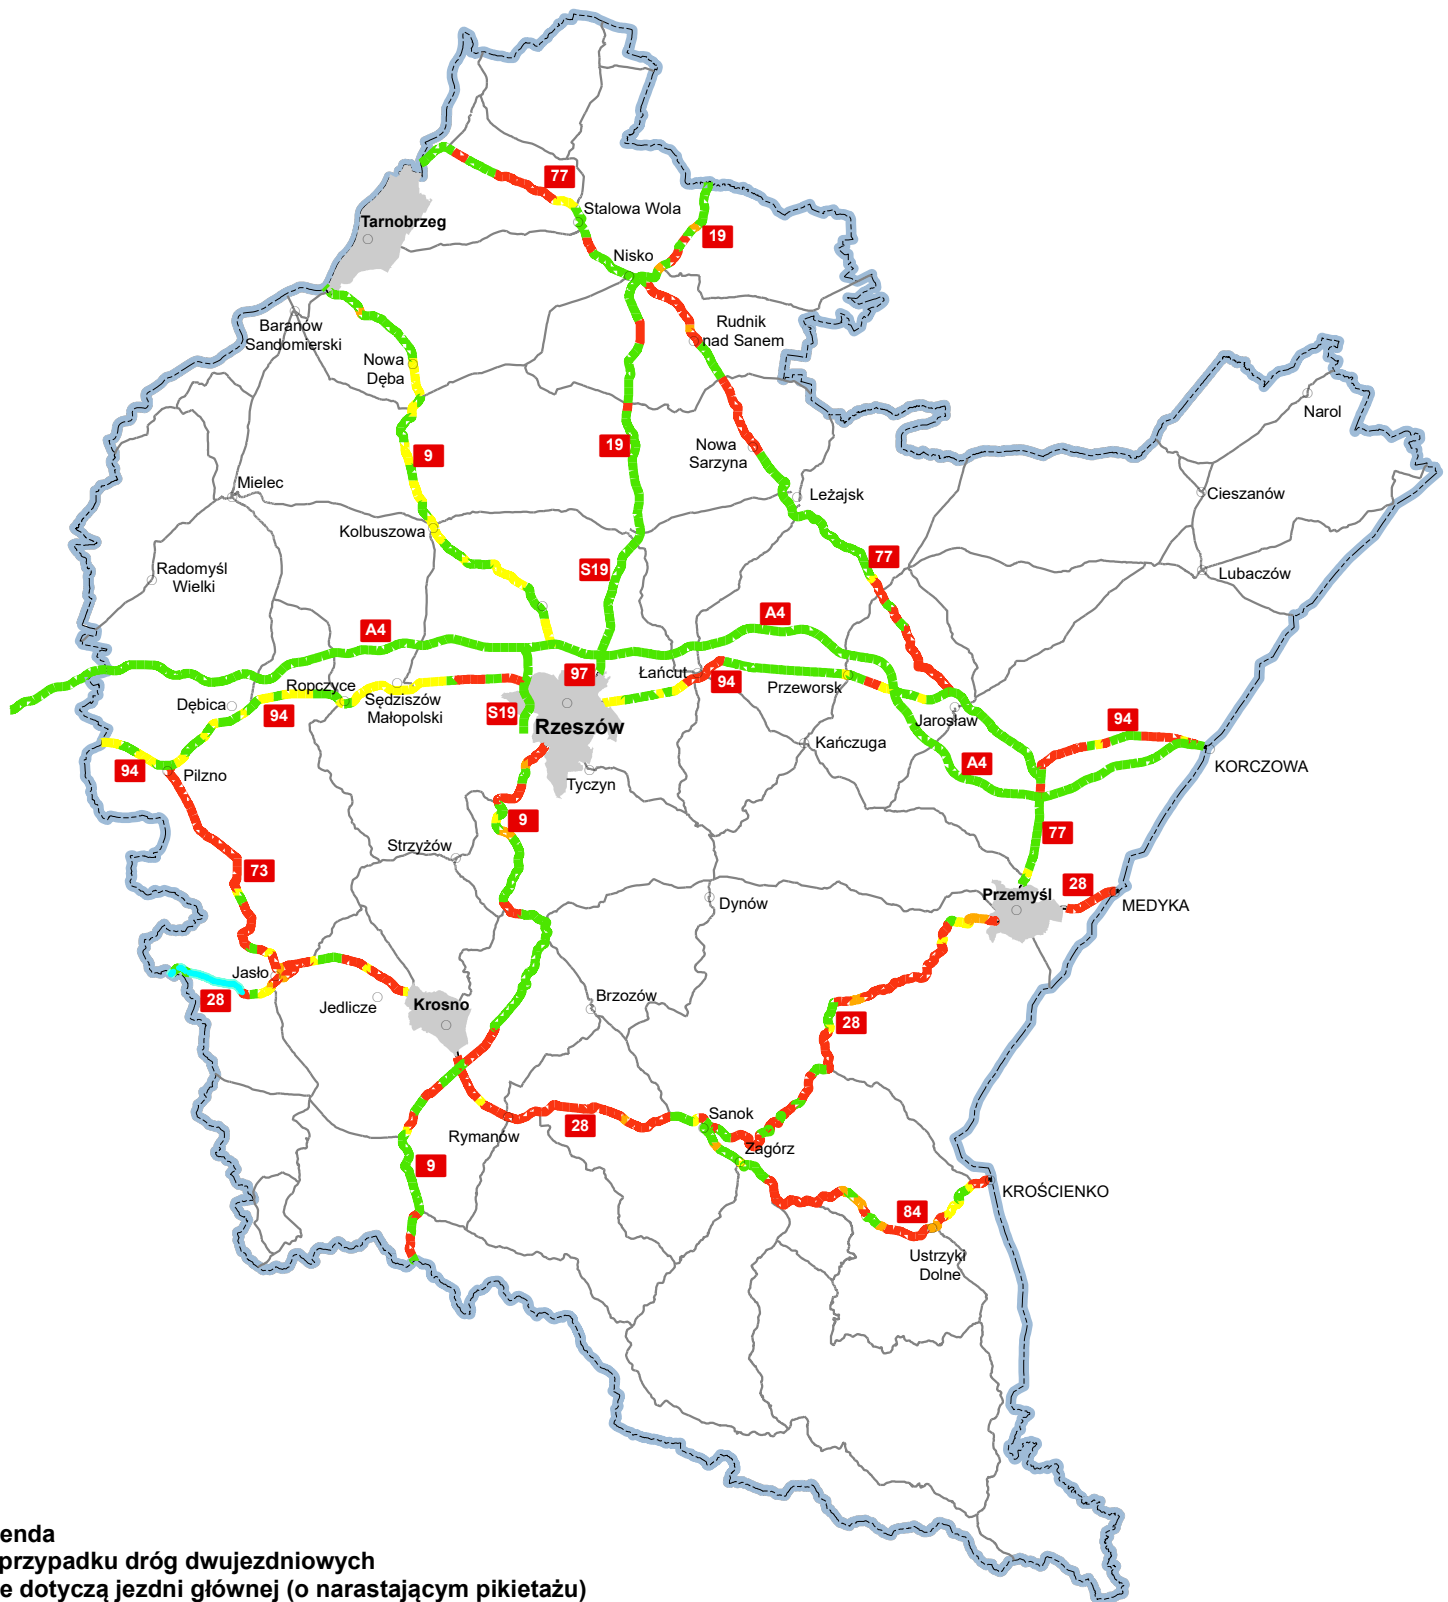 77
Stalowa Wola
Tarnobrzeg
19
Nisko
Baranów
Sandomierski
Rudnik
nad Sanem
Nowa
Dęba
Narol
9
19
Nowa
Sarzyna
Mielec
Leżajsk
Cieszanów
Kolbuszowa
Radomyśl
Wielki
S19
77
Lubaczów
A4
A4
97
Łańcut
94
Przeworsk
Ropczyce
Sędziszów
Małopolski
Dębica
94
S19
Rzeszów
Jarosław
94
Kańczuga
KORCZOWA
94
Pilzno
A4
Tyczyn
9
77
Strzyżów
73
Przemyśl
28
MEDYKA
Dynów
Jasło
28
Jedlicze
Krosno
Brzozów
28
Sanok
28
Rymanów
Zagórz
9
KROŚCIENKO
84
Ustrzyki
Dolne
enda
przypadku dróg dwujezdniowych
e dotyczą jezdni głównej (o narastającym pikietażu)